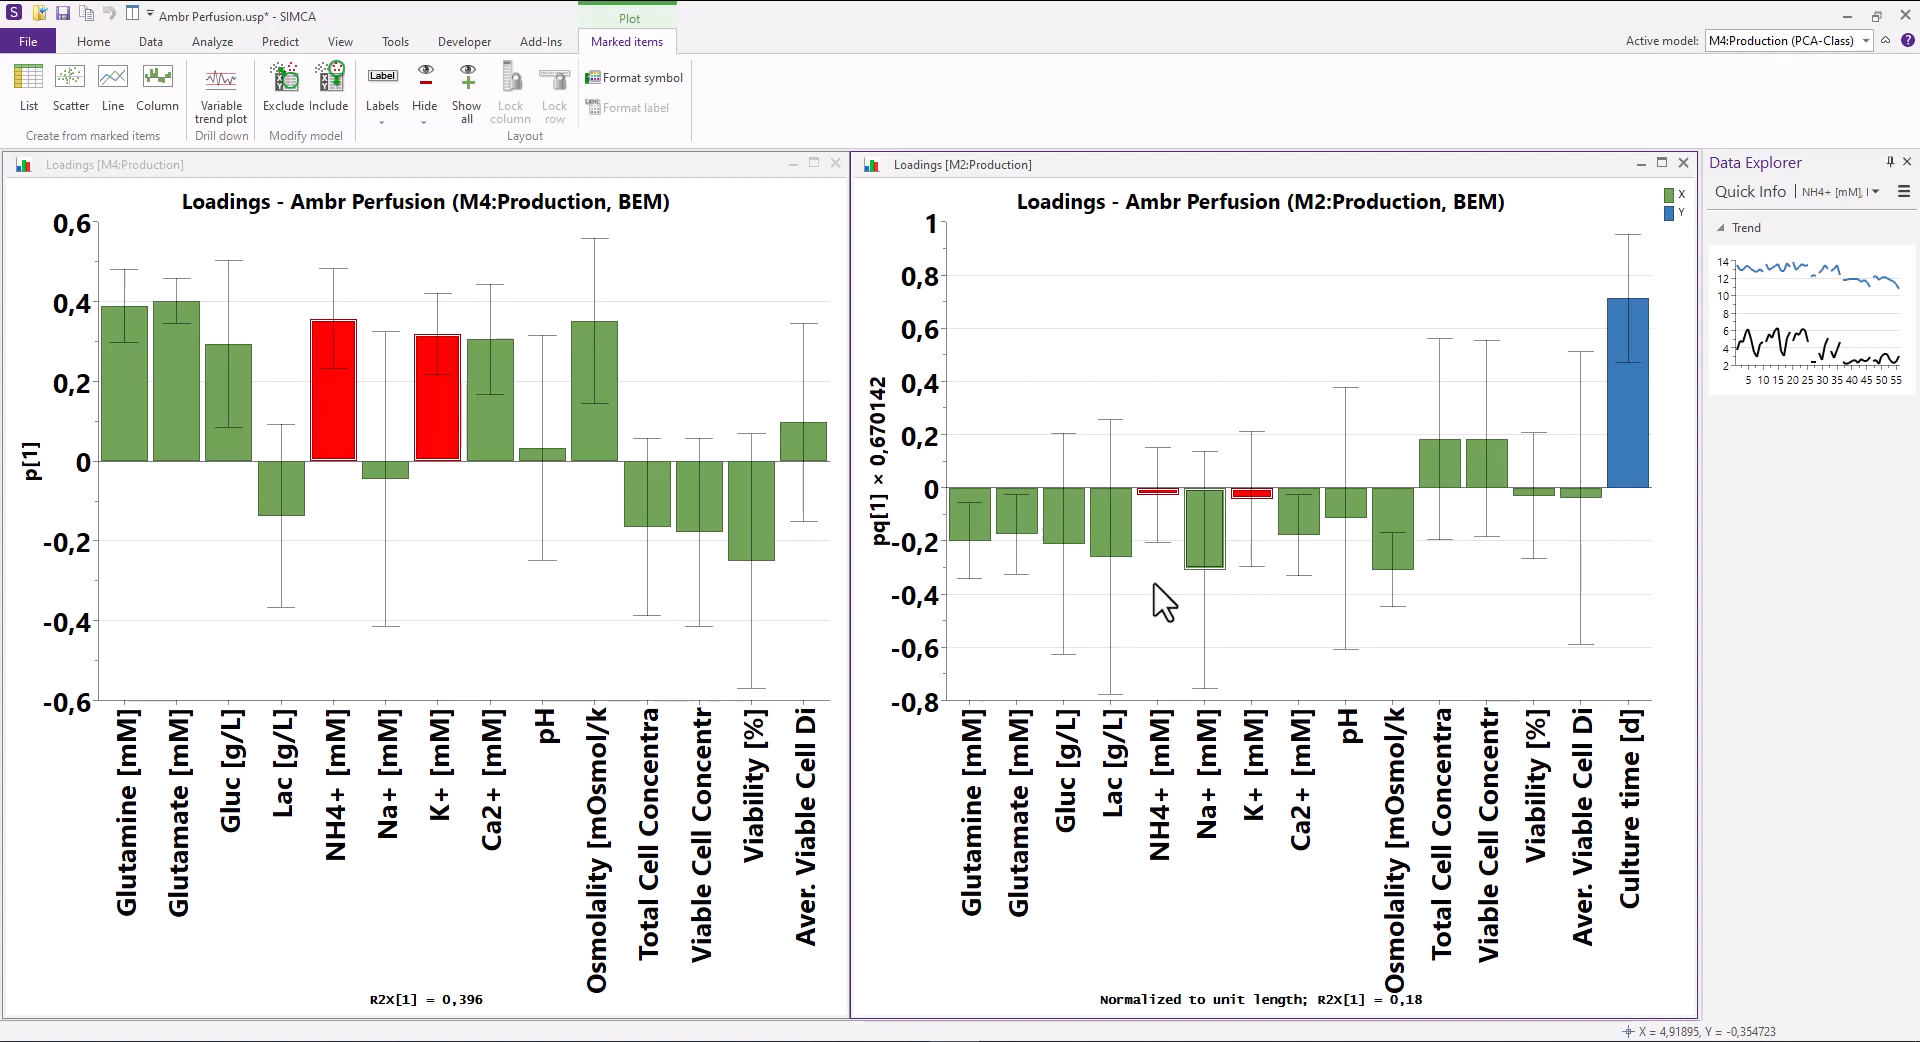 Ambr Perfusion.usp* - SIMCA
Plot
File
Home
Data
Analyze
Predict
View
Tools
Developer
Add-Ins
Marked items
Active model:
M4:Production (PCA-Class)
List
Scatter
Line
Column
Variable
trend plot
Exclude
Include
Label
Labels
Hide
Show
all
Lock
column
Lock
row
Format symbol
Format label
Create from marked items
Drill down
Modify model
Layout
Loadings [M4:Production]
Loadings - Ambr Perfusion (M4:Production, BEM)
p[1]
0,6
0,4
0,2
0
-0,2
-0,4
-0,6
Glutamine [mM]
Glutamate [mM]
Gluc [g/L]
Lac [g/L]
NH4+ [mM]
Na+ [mM]
K+ [mM]
Ca2+ [mM]
pH
Osmolality [mOsmol/k
Total Cell Concentra
Viable Cell Concentr
Viability [%]
Aver. Viable Cell Di
R2X[1] = 0,396
Loadings [M2:Production]
Loadings - Ambr Perfusion (M2:Production, BEM)
X
Y
pq[1] × 0,670142
1
0,8
0,6
0,4
0,2
0
-0,2
-0,4
-0,6
-0,8
Glutamine [mM]
Glutamate [mM]
Gluc [g/L]
Lac [g/L]
NH4+ [mM]
Na+ [mM]
K+ [mM]
Ca2+ [mM]
pH
Osmolality [mOsmol/k
Total Cell Concentra
Viable Cell Concentr
Viability [%]
Aver. Viable Cell Di
Culture time [d]
Normalized to unit length; R2X[1] = 0,18
Data Explorer
Quick Info
NH4+ [mM], I
Trend
14
12
10
8
6
4
2
5 10 15 20 25 30 35 40 45 50 55
X = 4,91895, Y = -0,354723